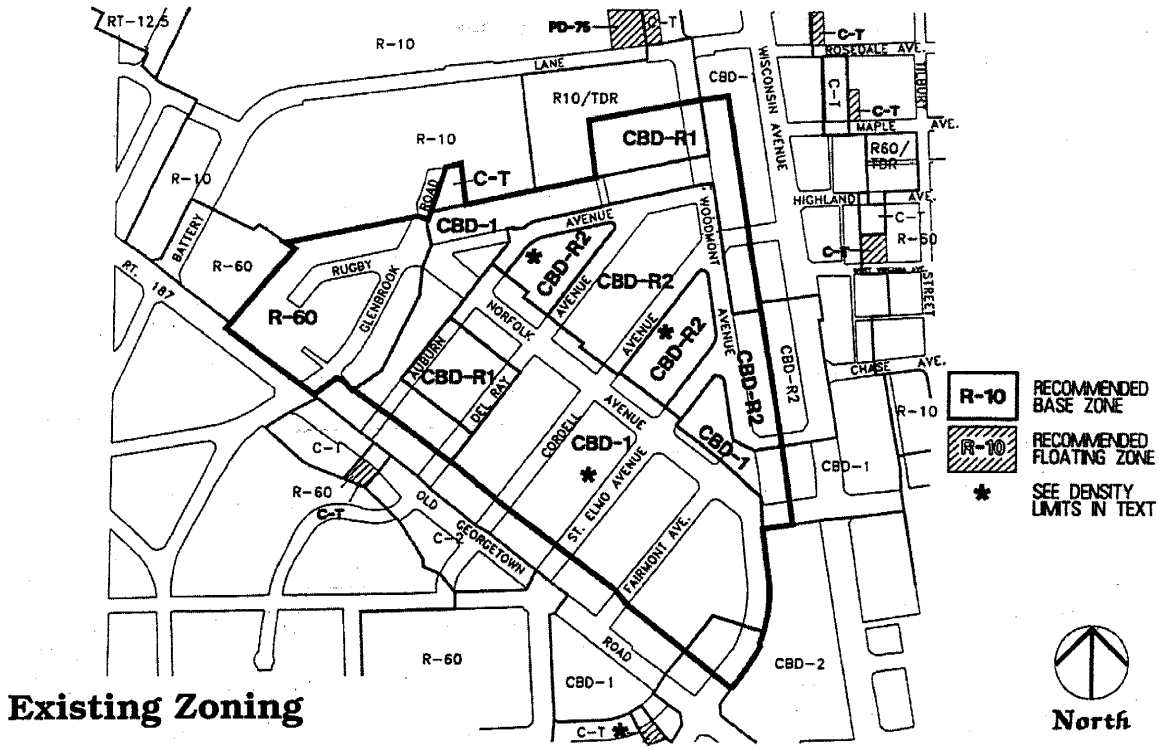 RT-12.5
R-10
PD-75
C-T
C-T
ROSEDALE AVE.
LANE
CBD-
WISCONSIN AVENUE
C-T
TILBURY
R10/TDR
C-T
MAPLE AVE.
R-10
CBD-R1
R60/
TDR
R-10
ROAD
C-T
HIGHLAND AVE.
BATTERY
CBD-1
AVENUE
WOODMONT
C-T
R-60
C-T
R-60
RUGBY
*
CBD-R2
CBD-R2
STREET
RT. 187
GLENBROOK
AVENUE
R-60
NORFOLK
AVENUE
*
CBD-R2
AVENUE
CBD-R2
CBD-R2
CHASE AVE.
AUBURN
CBD-R1
DEL RAY
AVENUE
R-10
CORDELL
CBD-1
CBD-1
*
CBD-1
C-T
R-60
C-T
OLD
C-2
GEORGETOWN
ST. ELMO AVENUE
FAIRMONT AVE.
ROAD
R-60
CBD-1
CBD-2
C-T *
R-10
RECOMMENDED
BASE ZONE
R-10
RECOMMENDED
FLOATING ZONE
*
SEE DENSITY
LIMITS IN TEXT
Existing Zoning
North